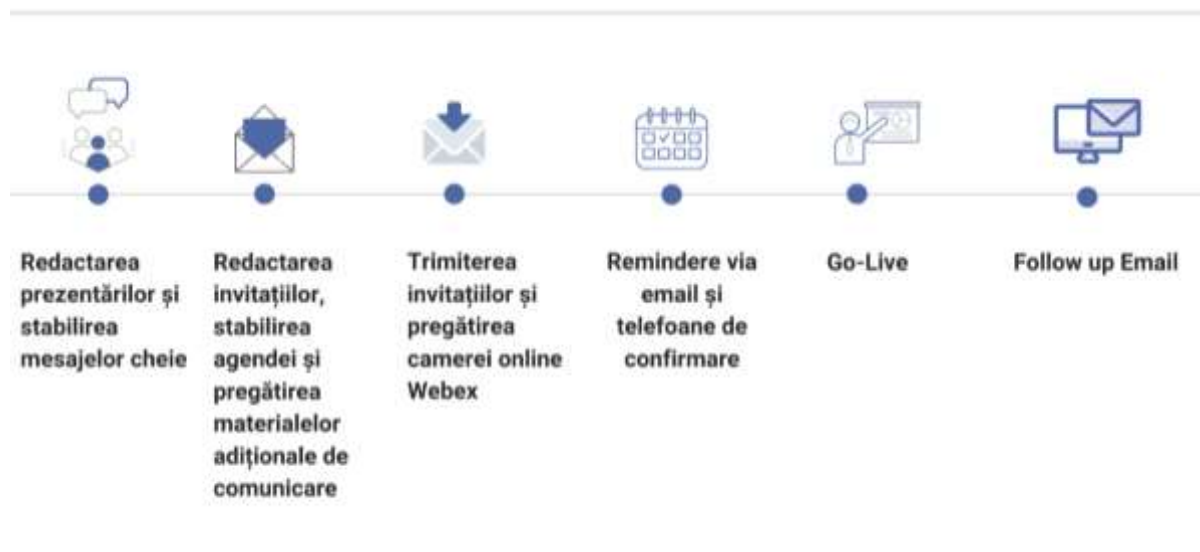 Redactarea
prezentărilor și
stabilirea
mesajelor cheie
Redactarea
invitațiilor,
stabilirea
agendei și
pregătirea
materialelor
adiționale de
comunicare
Trimiterea
invitațiilor și
pregătirea
camerei online
Webex
Remindere via
email și
telefoane de
confirmare
Go-Live
Follow up Email